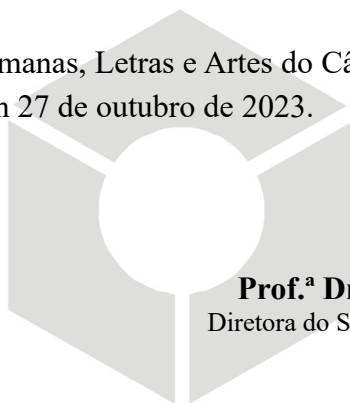 manas, Letras e Artes do Câ
27 de outubro de 2023.
Prof.ª Dr
Diretora do S